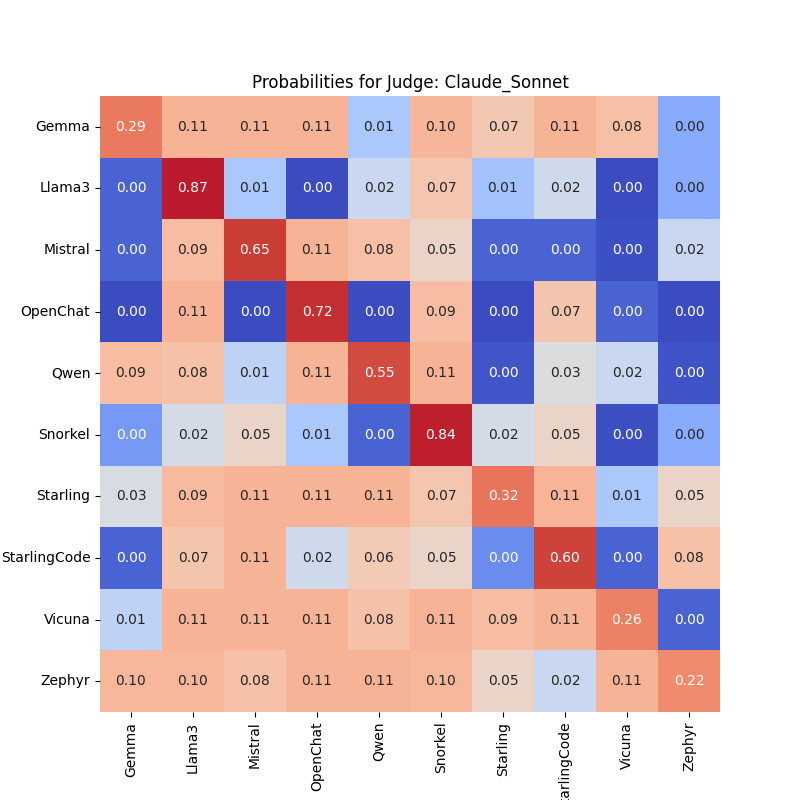 Probabilities for Judge: Claude_Sonnet
Gemma 0.29 0.11 0.11 0.11 0.01 0.10 0.07 0.11 0.08 0.00
Llama3 0.00 0.87 0.01 0.00 0.02 0.07 0.01 0.02 0.00 0.00
Mistral 0.00 0.09 0.65 0.11 0.08 0.05 0.00 0.00 0.00 0.02
OpenChat 0.00 0.11 0.00 0.72 0.00 0.09 0.00 0.07 0.00 0.00
Qwen 0.09 0.08 0.01 0.11 0.55 0.11 0.00 0.03 0.02 0.00
Snorkel 0.00 0.02 0.05 0.01 0.00 0.84 0.02 0.05 0.00 0.00
Starling 0.03 0.09 0.11 0.11 0.11 0.07 0.32 0.11 0.01 0.05
StarlingCode 0.00 0.07 0.11 0.02 0.06 0.05 0.00 0.60 0.00 0.08
Vicuna 0.01 0.11 0.11 0.11 0.08 0.11 0.09 0.11 0.26 0.00
Zephyr 0.10 0.10 0.08 0.11 0.11 0.10 0.05 0.02 0.11 0.22
Gemma Llama3 Mistral OpenChat Qwen Snorkel Starling arlingCode Vicuna Zephyr